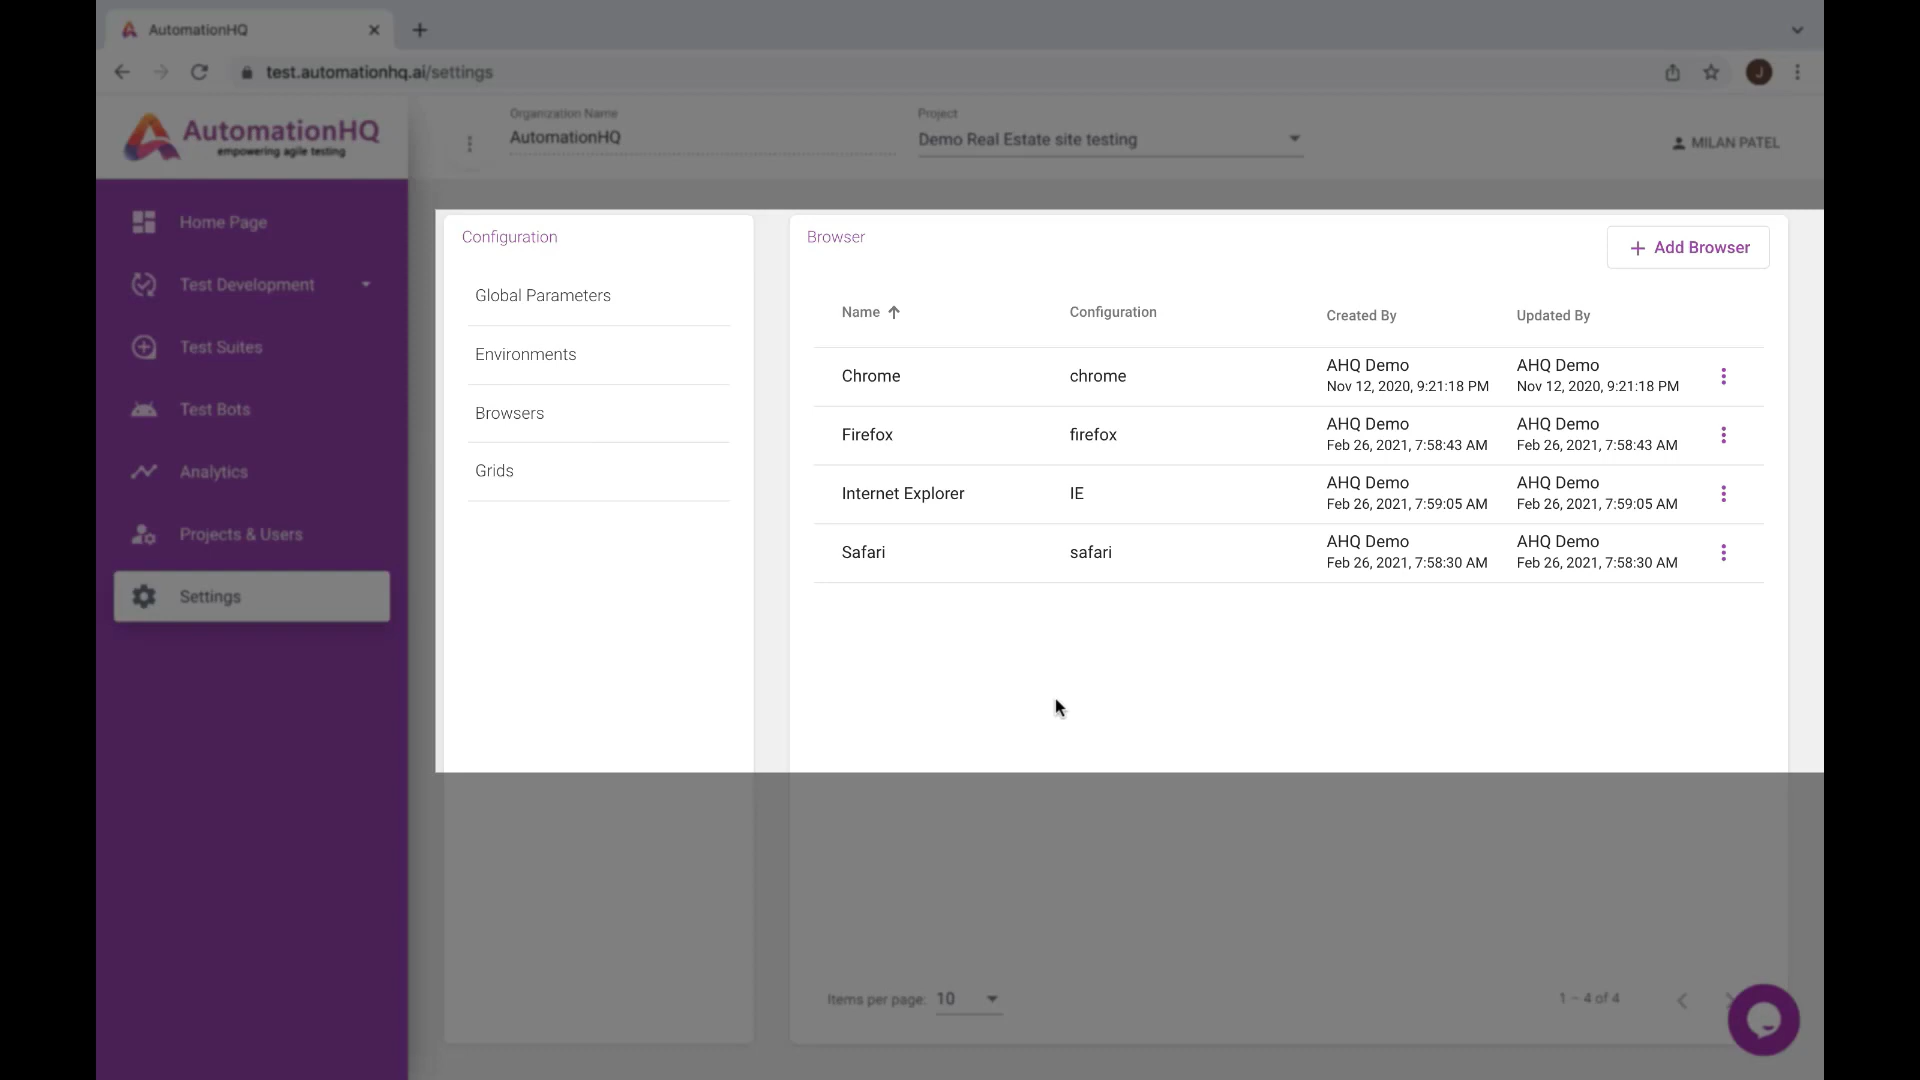 AutomationHQ
test.automationhq.ai/settings
AutomationHQ
empowering agile testing
Organization Name
AutomationHQ
Project
Demo Real Estate site testing
J
MILAN PATEL
Home Page
Test Development
Test Suites
Test Bots
Analytics
Projects & Users
Settings
Configuration
Global Parameters
Environments
Browsers
Grids
Browser
+ Add Browser
Name Configuration Created By Updated By
Chrome chrome AHQ Demo AHQ Demo
Nov 12, 2020, 9:21:18 PM Nov 12, 2020, 9:21:18 PM
Firefox firefox AHQ Demo AHQ Demo
Feb 26, 2021, 7:58:43 AM Feb 26, 2021, 7:58:43 AM
Internet Explorer IE AHQ Demo AHQ Demo
Feb 26, 2021, 7:59:05 AM Feb 26, 2021, 7:59:05 AM
Safari safari AHQ Demo AHQ Demo
Feb 26, 2021, 7:58:30 AM Feb 26, 2021, 7:58:30 AM
Items per page: 10 1 – 4 of 4